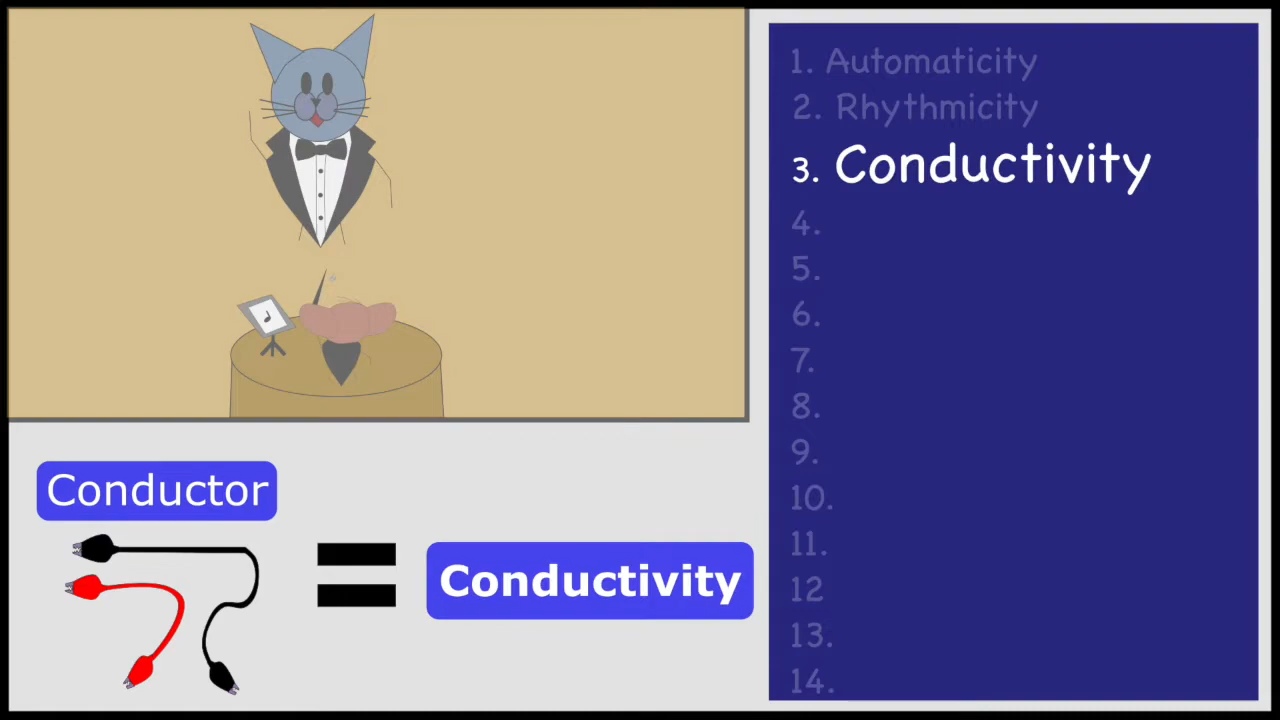 1. Automaticity
2. Rhythmicity
3. Conductivity
4.
5.
6.
7.
8.
9.
10.
11.
12
13.
14.
Conductor
Conductivity